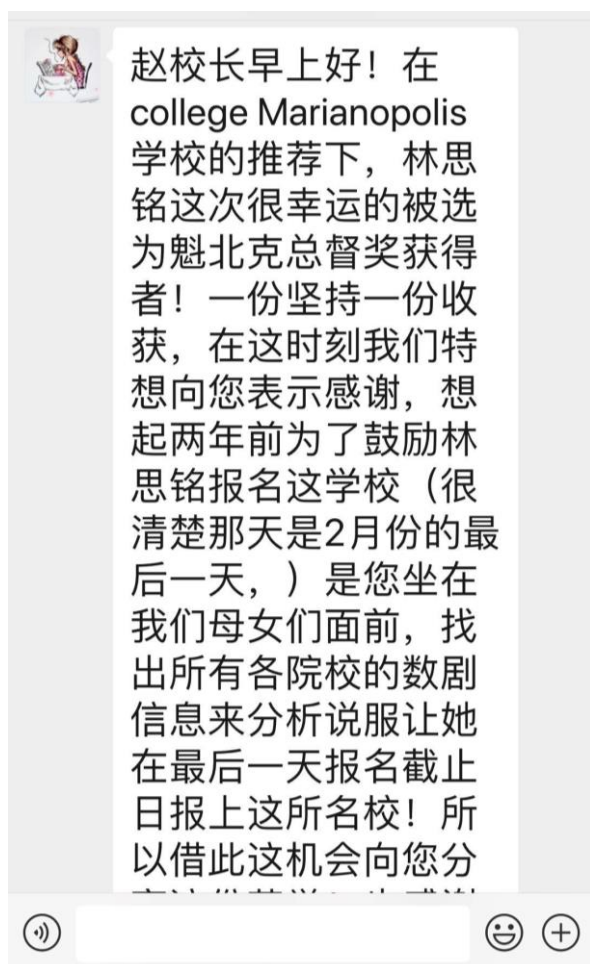 赵校长早上好！在
college Marianopolis
学校的推荐下，林思
铭这次很幸运的被选
为魁北克总督奖获得
者！一份坚持一份收
获，在这时刻我们特
想向您表示感谢，想
起两年前为了鼓励林
思铭报名这学校（很
清楚那天是2月份的最
后一天，）是您坐在
我们母女们面前，找
出所有各院校的数剧
信息来分析说服让她
在最后一天报名截止
日报上这所名校！所
以借此这机会向您分